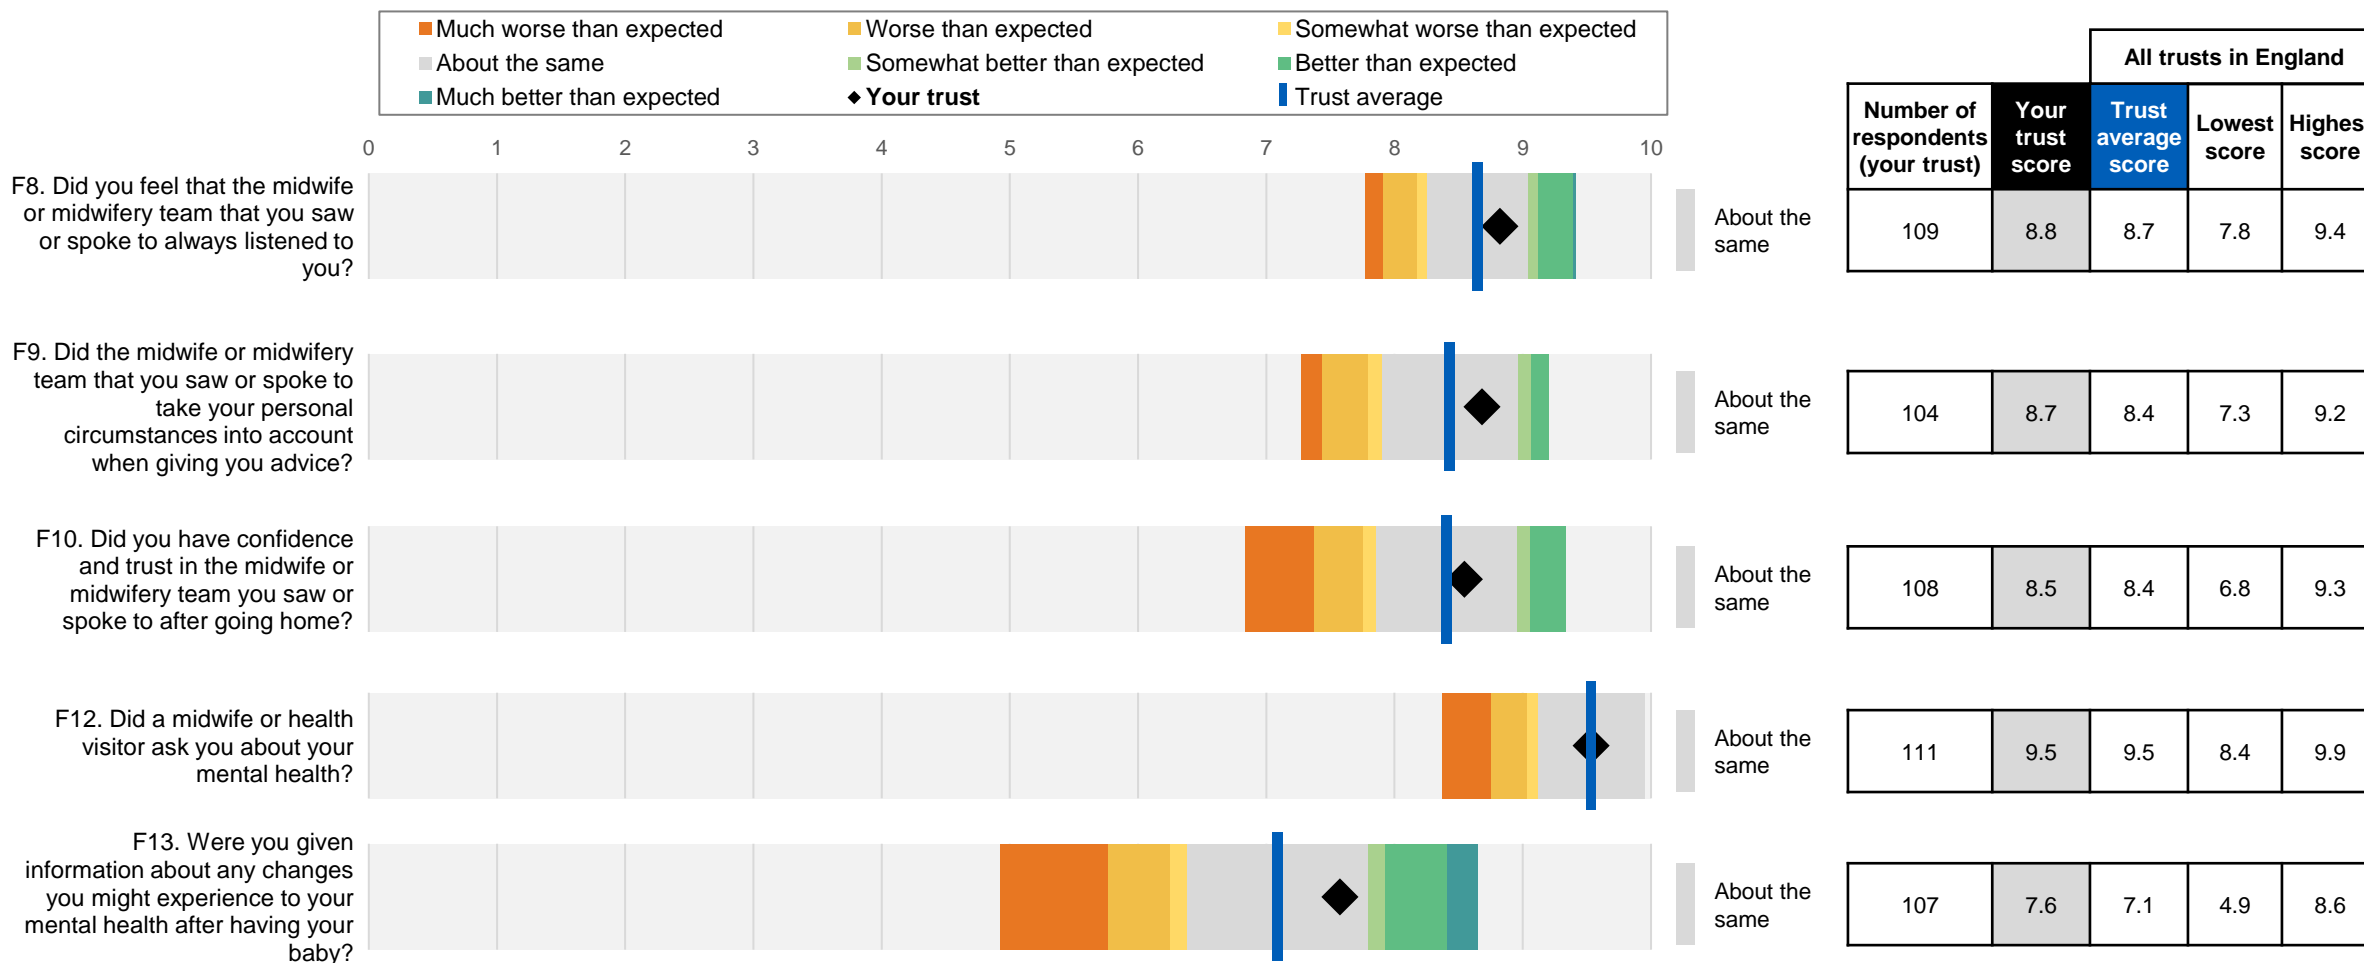 Much worse than expected
Worse than expected
Somewhat worse than expected
About the same
Somewhat better than expected
Better than expected
Much better than expected
Your trust
Trust average
All trusts in England
Number of
respondents
(your trust)
Your
trust
score
Trust
average
score
Lowest
score
Highes
score
0 1 2 3 4 5 6 7 8 9 10
F8. Did you feel that the midwife
or midwifery team that you saw
or spoke to always listened to
you?
About the
same
109 8.8 8.7 7.8 9.4
F9. Did the midwife or midwifery
team that you saw or spoke to
take your personal
circumstances into account
when giving you advice?
About the
same
104 8.7 8.4 7.3 9.2
F10. Did you have confidence
and trust in the midwife or
midwifery team you saw or
spoke to after going home?
About the
same
108 8.5 8.4 6.8 9.3
F12. Did a midwife or health
visitor ask you about your
mental health?
About the
same
111 9.5 9.5 8.4 9.9
F13. Were you given
information about any changes
you might experience to your
mental health after having your
baby?
About the
same
107 7.6 7.1 4.9 8.6